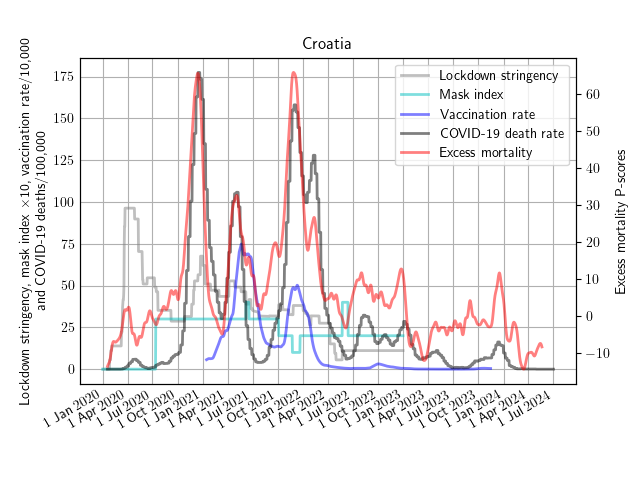 Croatia
Lockdown stringency, mask index ×10, vaccination rate/10,000
and COVID-19 deaths/100,000
175
150
125
100
75
50
25
0
Lockdown stringency
Mask index
Vaccination rate
COVID-19 death rate
Excess mortality
60
50
40
30
20
10
0
−10
Excess mortality P-scores
1 Jan 2020
1 Apr 2020
1 Jul 2020
1 Oct 2020
1 Jan 2021
1 Apr 2021
1 Jul 2021
1 Oct 2021
1 Jan 2022
1 Apr 2022
1 Jul 2022
1 Oct 2022
1 Jan 2023
1 Apr 2023
1 Jul 2023
1 Oct 2023
1 Jan 2024
1 Apr 2024
1 Jul 2024